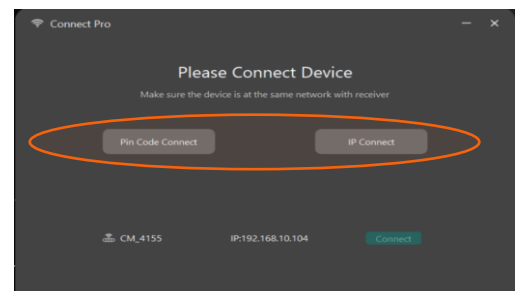 Connect Pro
Please Connect Device
Make sure the device is at the same network with receiver
Pin Code Connect
IP Connect
CM_4155
IP:192.168.10.104
Connect